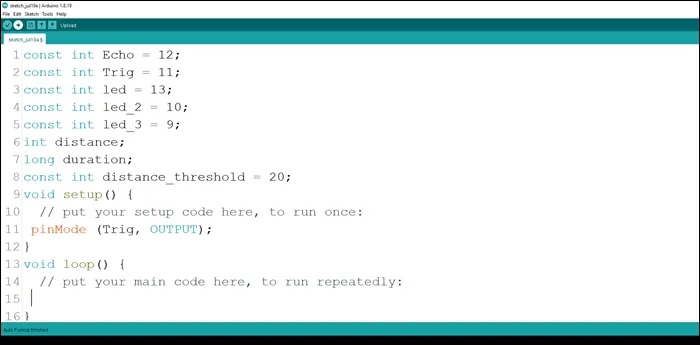 sketch_jul19a | Arduino 1.8.19
File Edit Sketch Tools Help
Upload
sketch_jul19a §
1 const int Echo = 12;
2 const int Trig = 11;
3 const int led = 13;
4 const int led_2 = 10;
5 const int led_3 = 9;
6 int distance;
7 long duration;
8 const int distance_threshold = 20;
9 void setup() {
10 // put your setup code here, to run once:
11 pinMode (Trig, OUTPUT);
12 }
13 void loop() {
14 // put your main code here, to run repeatedly:
15
16 }
Auto Format finished.